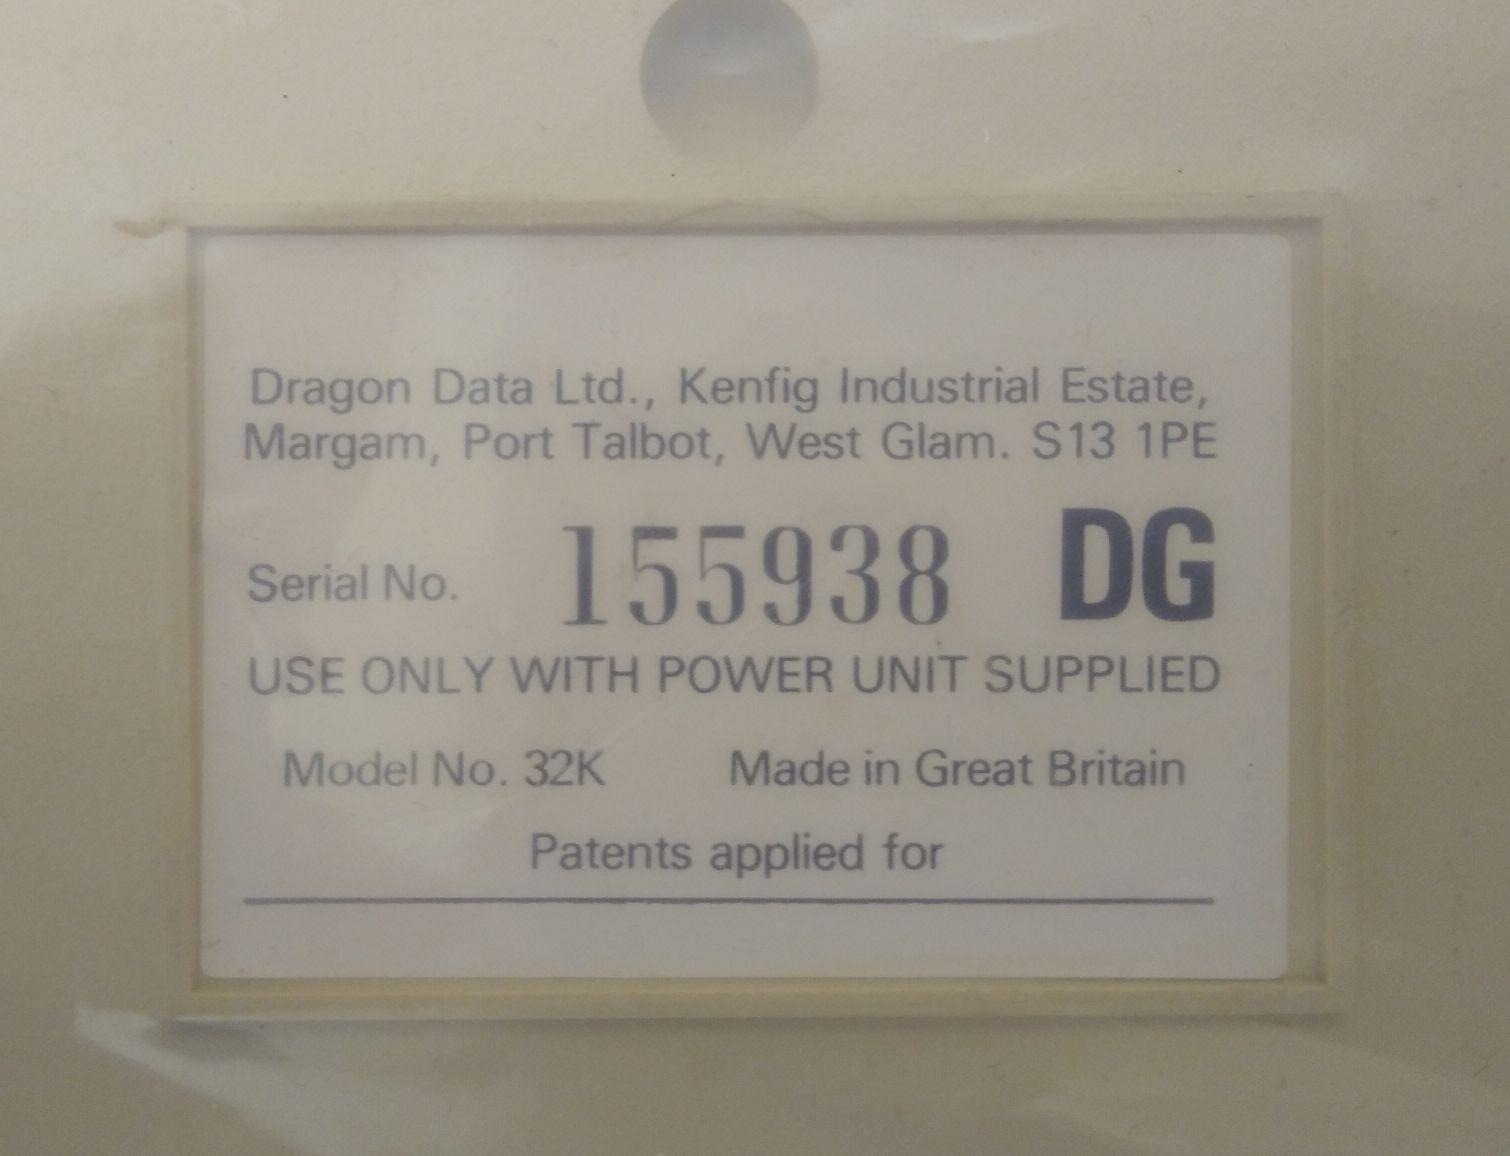 Dragon Data Ltd., Kenfig Industrial Estate,
Margam, Port Talbot, West Glam. S13 1PE
Serial No. 155938 DG
USE ONLY WITH POWER UNIT SUPPLIED
Model No. 32K Made in Great Britain
Patents applied for